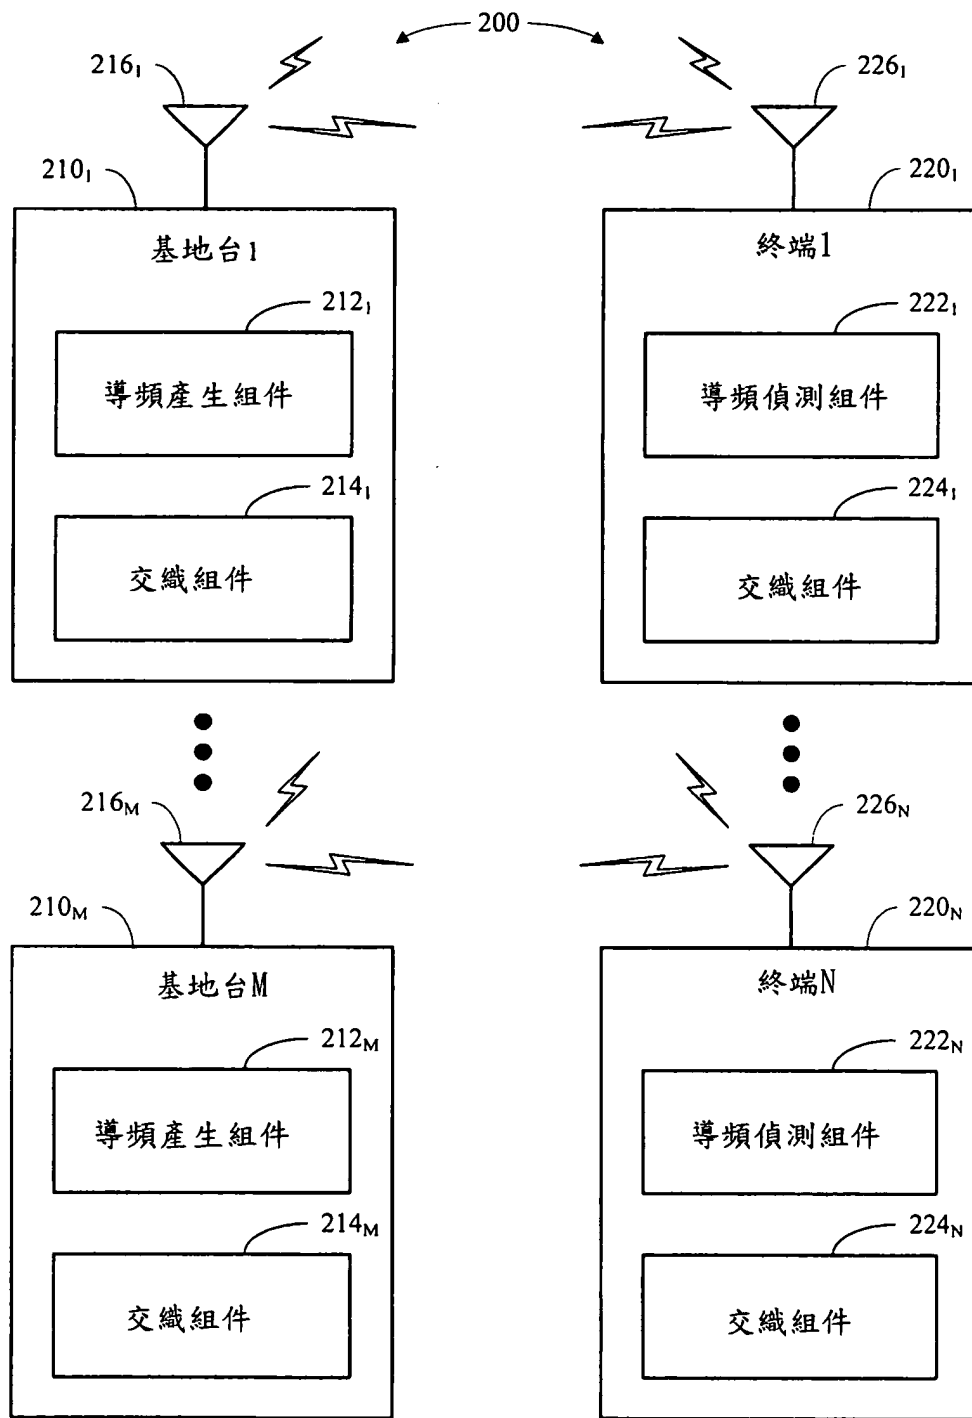 200
216₁
226₁
210₁
220₁
基地台1
終端1
212₁
222₁
導頻產生組件
導頻偵測組件
214₁
224₁
交織組件
交織組件
216M
226N
210M
220N
基地台M
終端N
212M
222N
導頻產生組件
導頻偵測組件
214M
224N
交織組件
交織組件